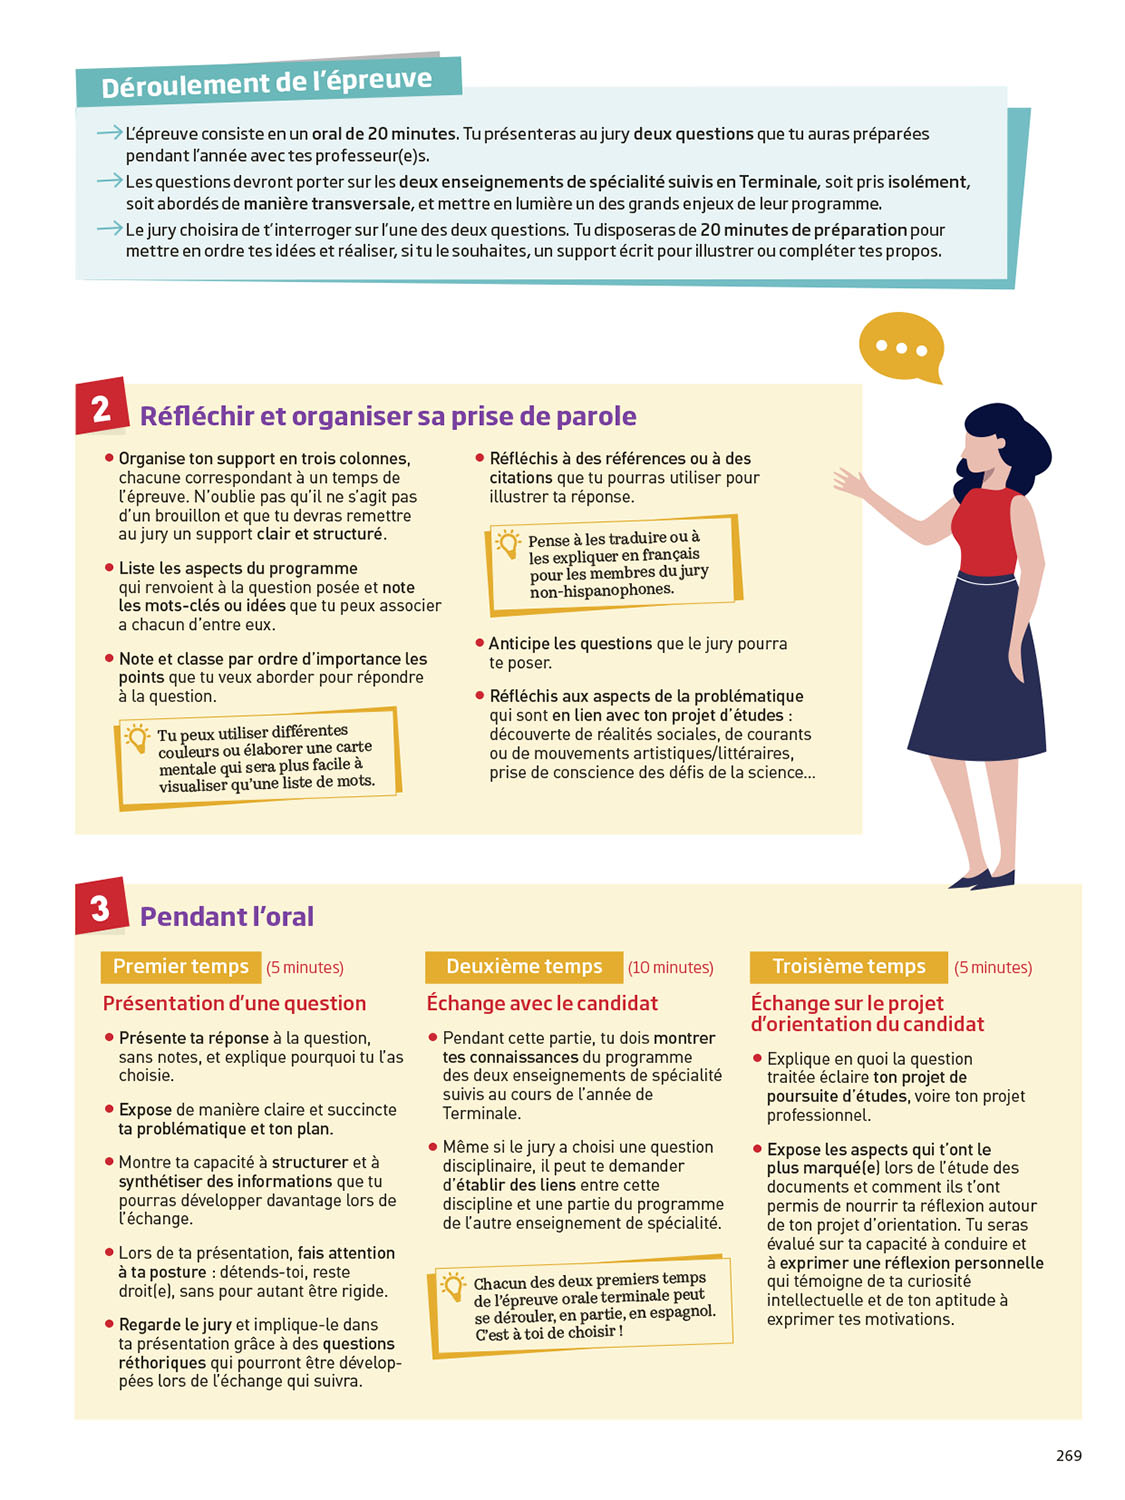 Déroulement de l'épreuve
→ L'épreuve consiste en un oral de 20 minutes. Tu présenteras au jury deux questions que tu auras préparées
pendant l'année avec tes professeur(e)s.
→ Les questions devront porter sur les deux enseignements de spécialité suivis en Terminale, soit pris isolément,
soit abordés de manière transversale, et mettre en lumière un des grands enjeux de leur programme.
→ Le jury choisira de t'interroger sur l'une des deux questions. Tu disposeras de 20 minutes de préparation pour
mettre en ordre tes idées et réaliser, si tu le souhaites, un support écrit pour illustrer ou compléter tes propos.
2 Réfléchir et organiser sa prise de parole
• Organise ton support en trois colonnes,
chacune correspondant à un temps de
l'épreuve. N'oublie pas qu'il ne s'agit pas
d'un brouillon et que tu devras remettre
au jury un support clair et structuré.
• Liste les aspects du programme
qui renvoient à la question posée et note
les mots-clés ou idées que tu peux associer
a chacun d'entre eux.
• Note et classe par ordre d'importance les
points que tu veux aborder pour répondre
à la question.
Tu peux utiliser différentes
couleurs ou élaborer une carte
mentale qui sera plus facile à
visualiser qu'une liste de mots.
• Réfléchis à des références ou à des
citations que tu pourras utiliser pour
illustrer ta réponse.
Pense à les traduire ou à
les expliquer en français
pour les membres du jury
non-hispanophones.
• Anticipe les questions que le jury pourra
te poser.
• Réfléchis aux aspects de la problématique
qui sont en lien avec ton projet d'études :
découverte de réalités sociales, de courants
ou de mouvements artistiques/littéraires,
prise de conscience des défis de la science...
3 Pendant l'oral
Premier temps (5 minutes)
Présentation d'une question
• Présente ta réponse à la question,
sans notes, et explique pourquoi tu l'as
choisie.
• Expose de manière claire et succincte
ta problématique et ton plan.
• Montre ta capacité à structurer et à
synthétiser des informations que tu
pourras développer davantage lors de
l'échange.
• Lors de ta présentation, fais attention
à ta posture : détends-toi, reste
droit(e), sans pour autant être rigide.
• Regarde le jury et implique-le dans
ta présentation grâce à des questions
réthoriques qui pourront être dévelop-
pées lors de l'échange qui suivra.
Deuxième temps (10 minutes)
Échange avec le candidat
• Pendant cette partie, tu dois montrer
tes connaissances du programme
des deux enseignements de spécialité
suivis au cours de l'année de
Terminale.
• Même si le jury a choisi une question
disciplinaire, il peut te demander
d'établir des liens entre cette
discipline et une partie du programme
de l'autre enseignement de spécialité.
Chacun des deux premiers temps
de l'épreuve orale terminale peut
se dérouler, en partie, en espagnol.
C'est à toi de choisir !
Troisième temps (5 minutes)
Échange sur le projet
d'orientation du candidat
• Explique en quoi la question
traitée éclaire ton projet de
poursuite d'études, voire ton projet
professionnel.
• Expose les aspects qui t'ont le
plus marqué(e) lors de l'étude des
documents et comment ils t'ont
permis de nourrir ta réflexion autour
de ton projet d'orientation. Tu seras
évalué sur ta capacité à conduire et
à exprimer une réflexion personnelle
qui témoigne de ta curiosité
intellectuelle et de ton aptitude à
exprimer tes motivations.
269